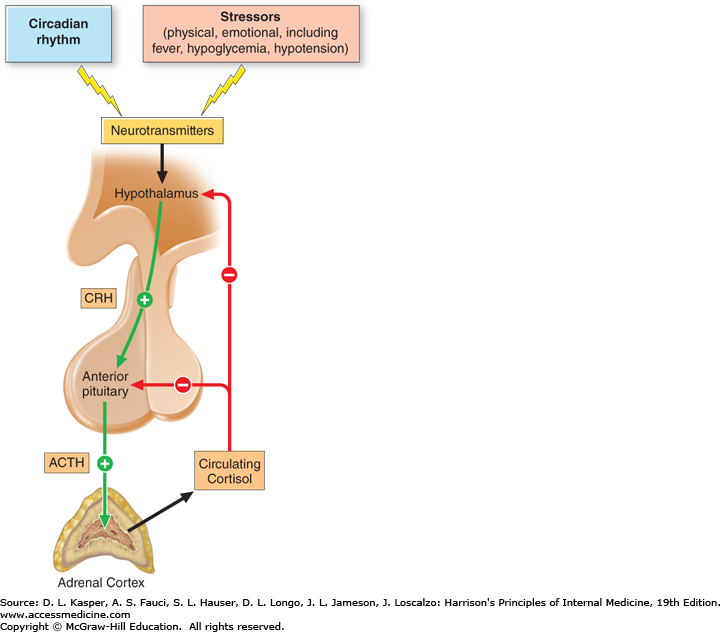 Circadian
rhythm
Stressors
(physical, emotional, including
fever, hypoglycemia, hypotension)
Neurotransmitters
Hypothalamus
CRH
Anterior
pituitary
ACTH
Circulating
Cortisol
Adrenal Cortex
Source: D. L. Kasper, A. S. Fauci, S. L. Hauser, D. L. Longo, J. L. Jameson, J. Loscalzo: Harrison's Principles of Internal Medicine, 19th Edition.
www.accessmedicine.com
Copyright © McGraw-Hill Education. All rights reserved.